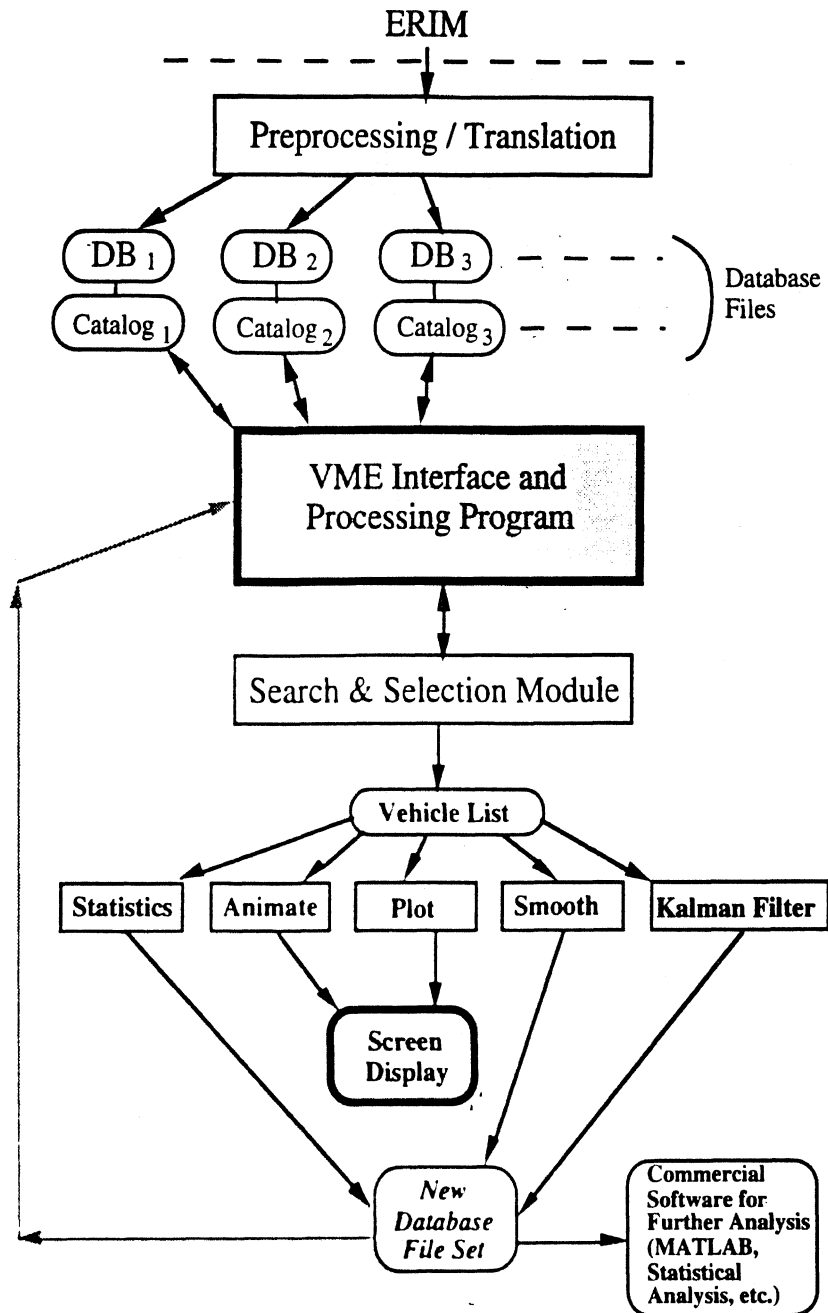 ERIM
Preprocessing / Translation
DB 1
DB 2
DB 3
Database
Files
Catalog 1
Catalog 2
Catalog 3
VME Interface and
Processing Program
Search & Selection Module
Vehicle List
Statistics
Animate
Plot
Smooth
Kalman Filter
Screen
Display
New
Database
File Set
Commercial
Software for
Further Analysis
(MATLAB,
Statistical
Analysis, etc.)